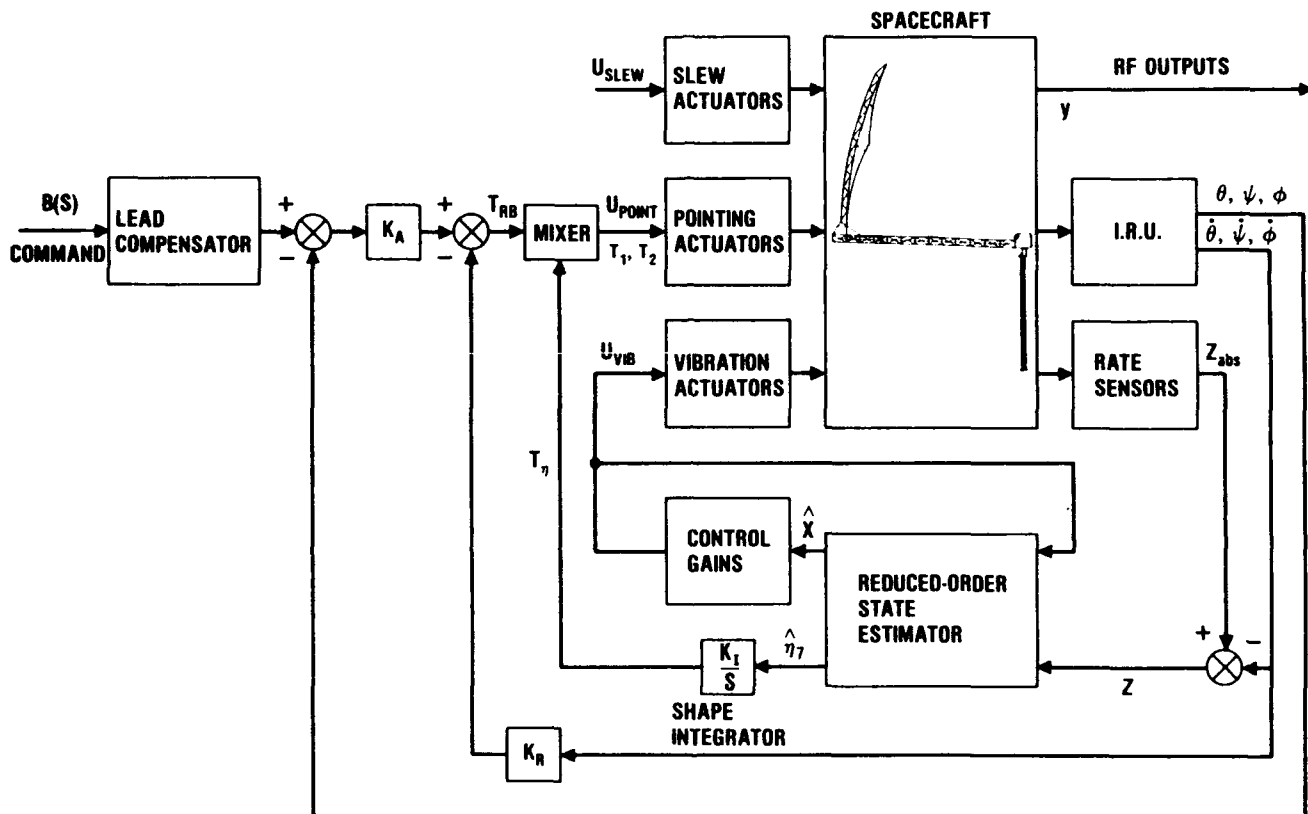 SPACECRAFT
U_SLEW
SLEW
ACTUATORS
RF OUTPUTS
y
B(S)
COMMAND
LEAD
COMPENSATOR
+
−
K_A
+
−
T_RB
MIXER
U_POINT
T_1, T_2
POINTING
ACTUATORS
I.R.U.
θ, ψ, φ
θ̇, ψ̇, φ̇
U_VIB
VIBRATION
ACTUATORS
RATE
SENSORS
Z_abs
T_η
CONTROL
GAINS
X̂
REDUCED-ORDER
STATE
ESTIMATOR
+
−
Z
η̂_7
K_I
S
SHAPE
INTEGRATOR
K_R